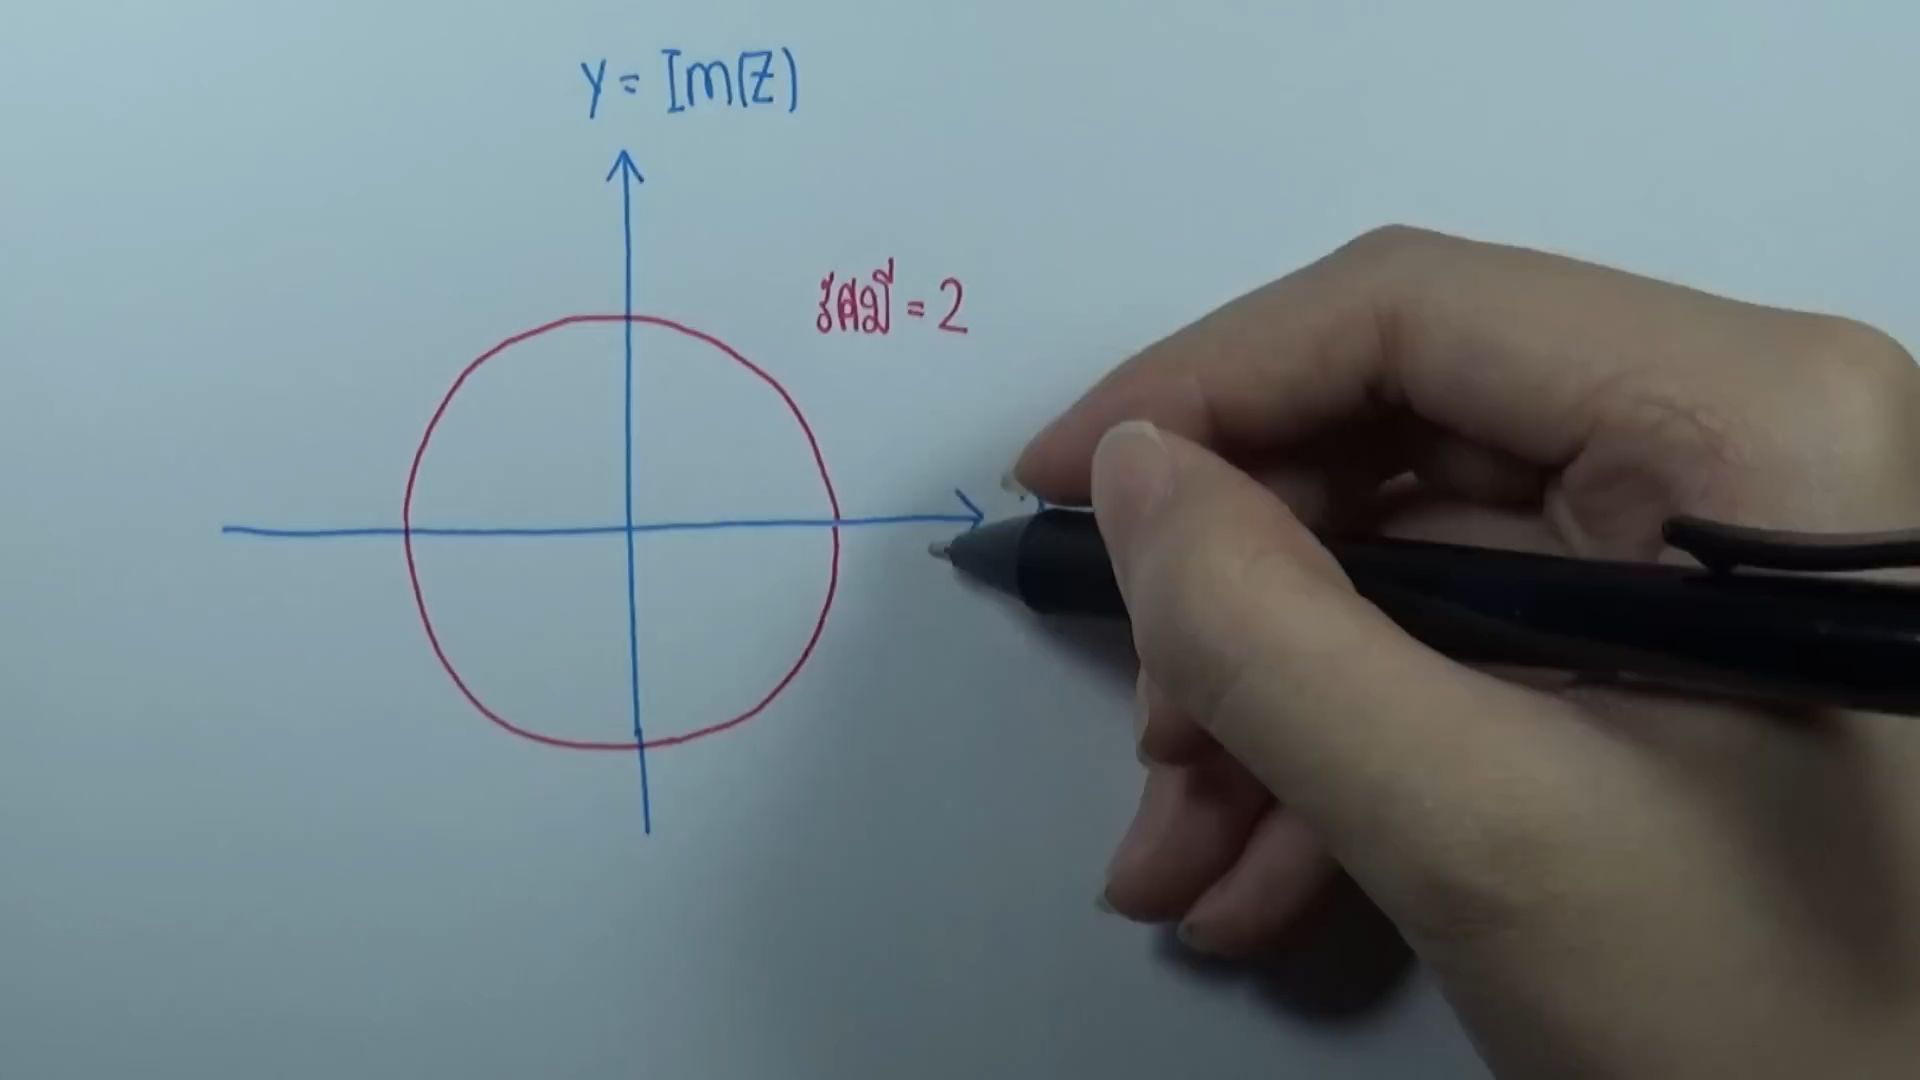 y = Im(Z)
รัศมี = 2